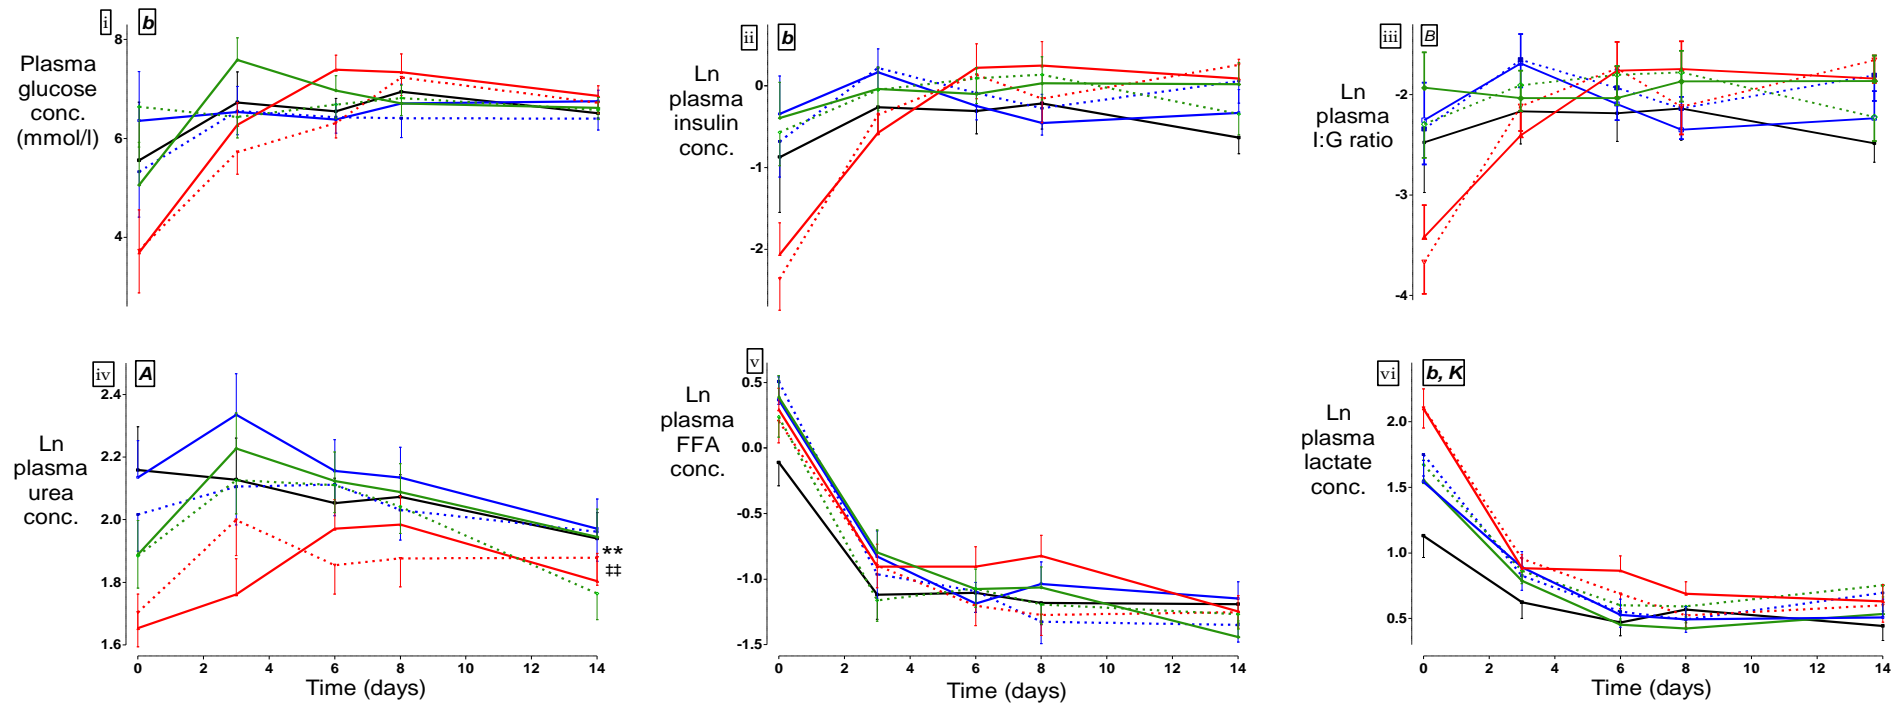 i b
Plasma
glucose
conc.
(mmol/l)
8
6
4
ii b
Ln
plasma
insulin
conc.
0
-1
-2
iii B
Ln
plasma
I:G ratio
-2
-3
-4
iv A
Ln
plasma
urea
conc.
2.4
2.2
2.0
1.8
1.6
**
‡‡
0 2 4 6 8 10 12 14
Time (days)
v
Ln
plasma
FFA
conc.
0.5
0.0
-0.5
-1.0
-1.5
0 2 4 6 8 10 12 14
Time (days)
vi b, K
Ln
plasma
lactate
conc.
2.0
1.5
1.0
0.5
0 2 4 6 8 10 12 14
Time (days)